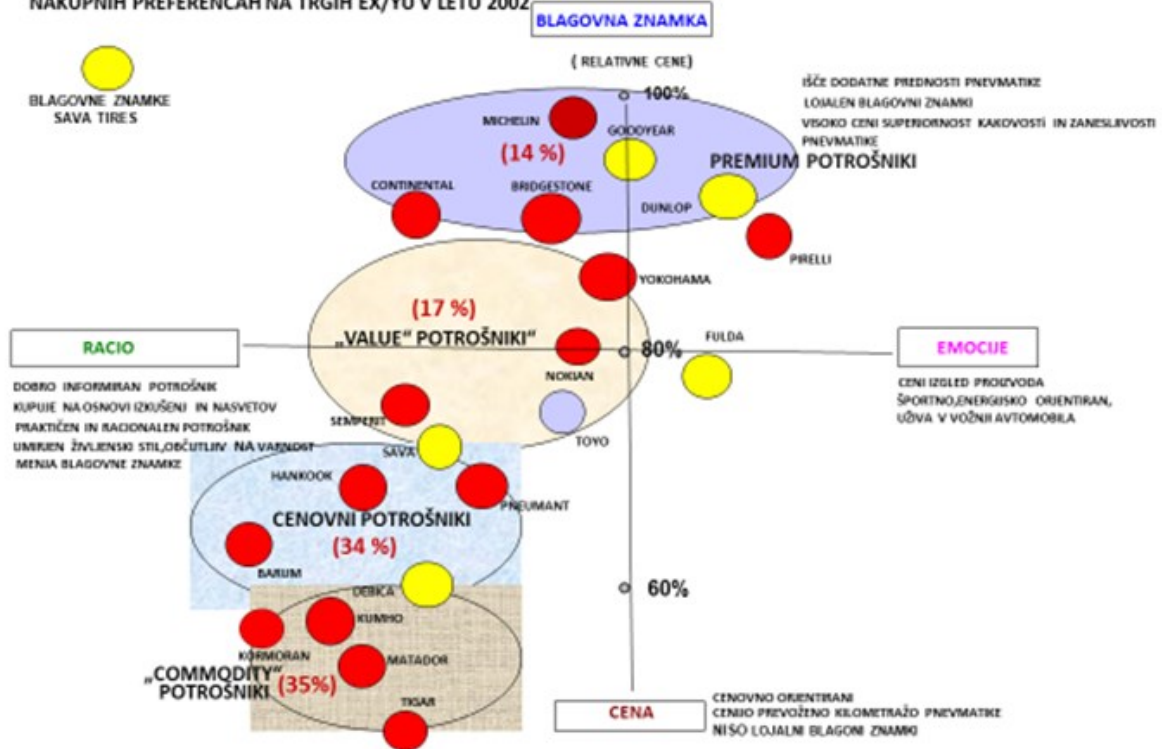 NAKUPNIH PREFERENCAH NA TRGIH EX/YU V LETU 2002
BLAGOVNA ZNAMKA
( RELATIVNE CENE)
BLAGOVNE ZNAMKE
SAVA TIRES
100%
IŠČE DODATNE PREDNOSTI PNEVMATIKE
LOJALEN BLAGOVNI ZNAMKI
VISOKO CENI SUPERIORNOST KAKOVOSTI IN ZANESLJIVOSTI
PNEVMATIKE
MICHELIN
GOODYEAR
(14 %)
PREMIUM POTROŠNIKI
CONTINENTAL
BRIDGESTONE
DUNLOP
PIRELLI
YOKOHAMA
(17 %)
„VALUE“ POTROŠNIKI“
RACIO
80%
FULDA
EMOCIJE
NOKIAN
DOBRO INFORMIRAN POTROŠNIK
KUPUJE NA OSNOVI IZKUŠENJ IN NASVETOV
PRAKTIČEN IN RACIONALEN POTROŠNIK
UMIRJEN ŽIVLJENSKI STIL,OBČUTLJIV NA VARNOST
MENJA BLAGOVNE ZNAMKE
CENI IZGLED PROIZVODA
ŠPORTNO,ENERGIJSKO ORIENTIRAN,
UŽIVA V VOŽNJI AVTOMOBILA
SEMPERIT
TOYO
SAVA
HANKOOK
PNEUMANT
CENOVNI POTROŠNIKI
(34 %)
BARUM
DEBICA
60%
KUMHO
KORMORAN
MATADOR
„COMMODITY“
POTROŠNIKI (35%)
TIGAR
CENA
CENOVNO ORIENTIRANI
CENIJO PREVOŽENO KILOMETRAŽO PNEVMATIKE
NISO LOJALNI BLAGONI ZNAMKI